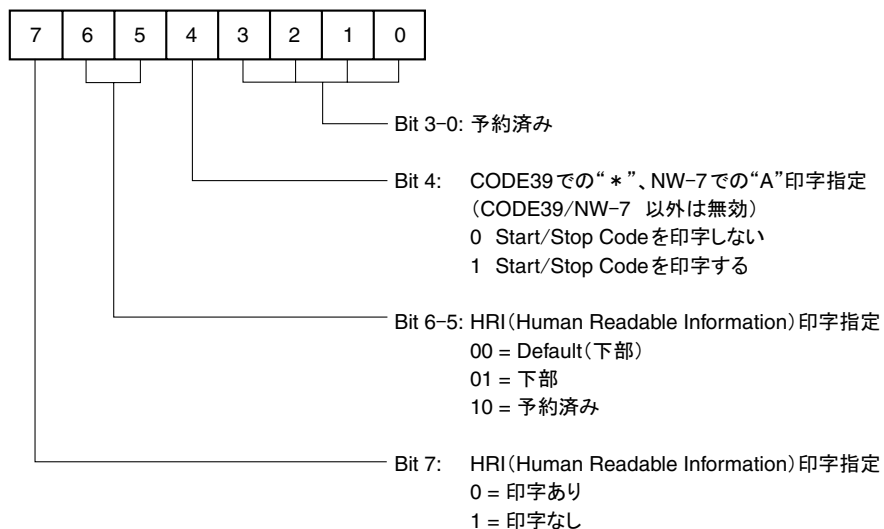 7 6 5 4 3 2 1 0
Bit 3-0: 予約済み
Bit 4: CODE39での“*”、NW-7での“A”印字指定
（CODE39/NW-7 以外は無効）
0 Start/Stop Codeを印字しない
1 Start/Stop Codeを印字する
Bit 6-5: HRI（Human Readable Information）印字指定
00 = Default（下部）
01 = 下部
10 = 予約済み
Bit 7: HRI（Human Readable Information）印字指定
0 = 印字あり
1 = 印字なし